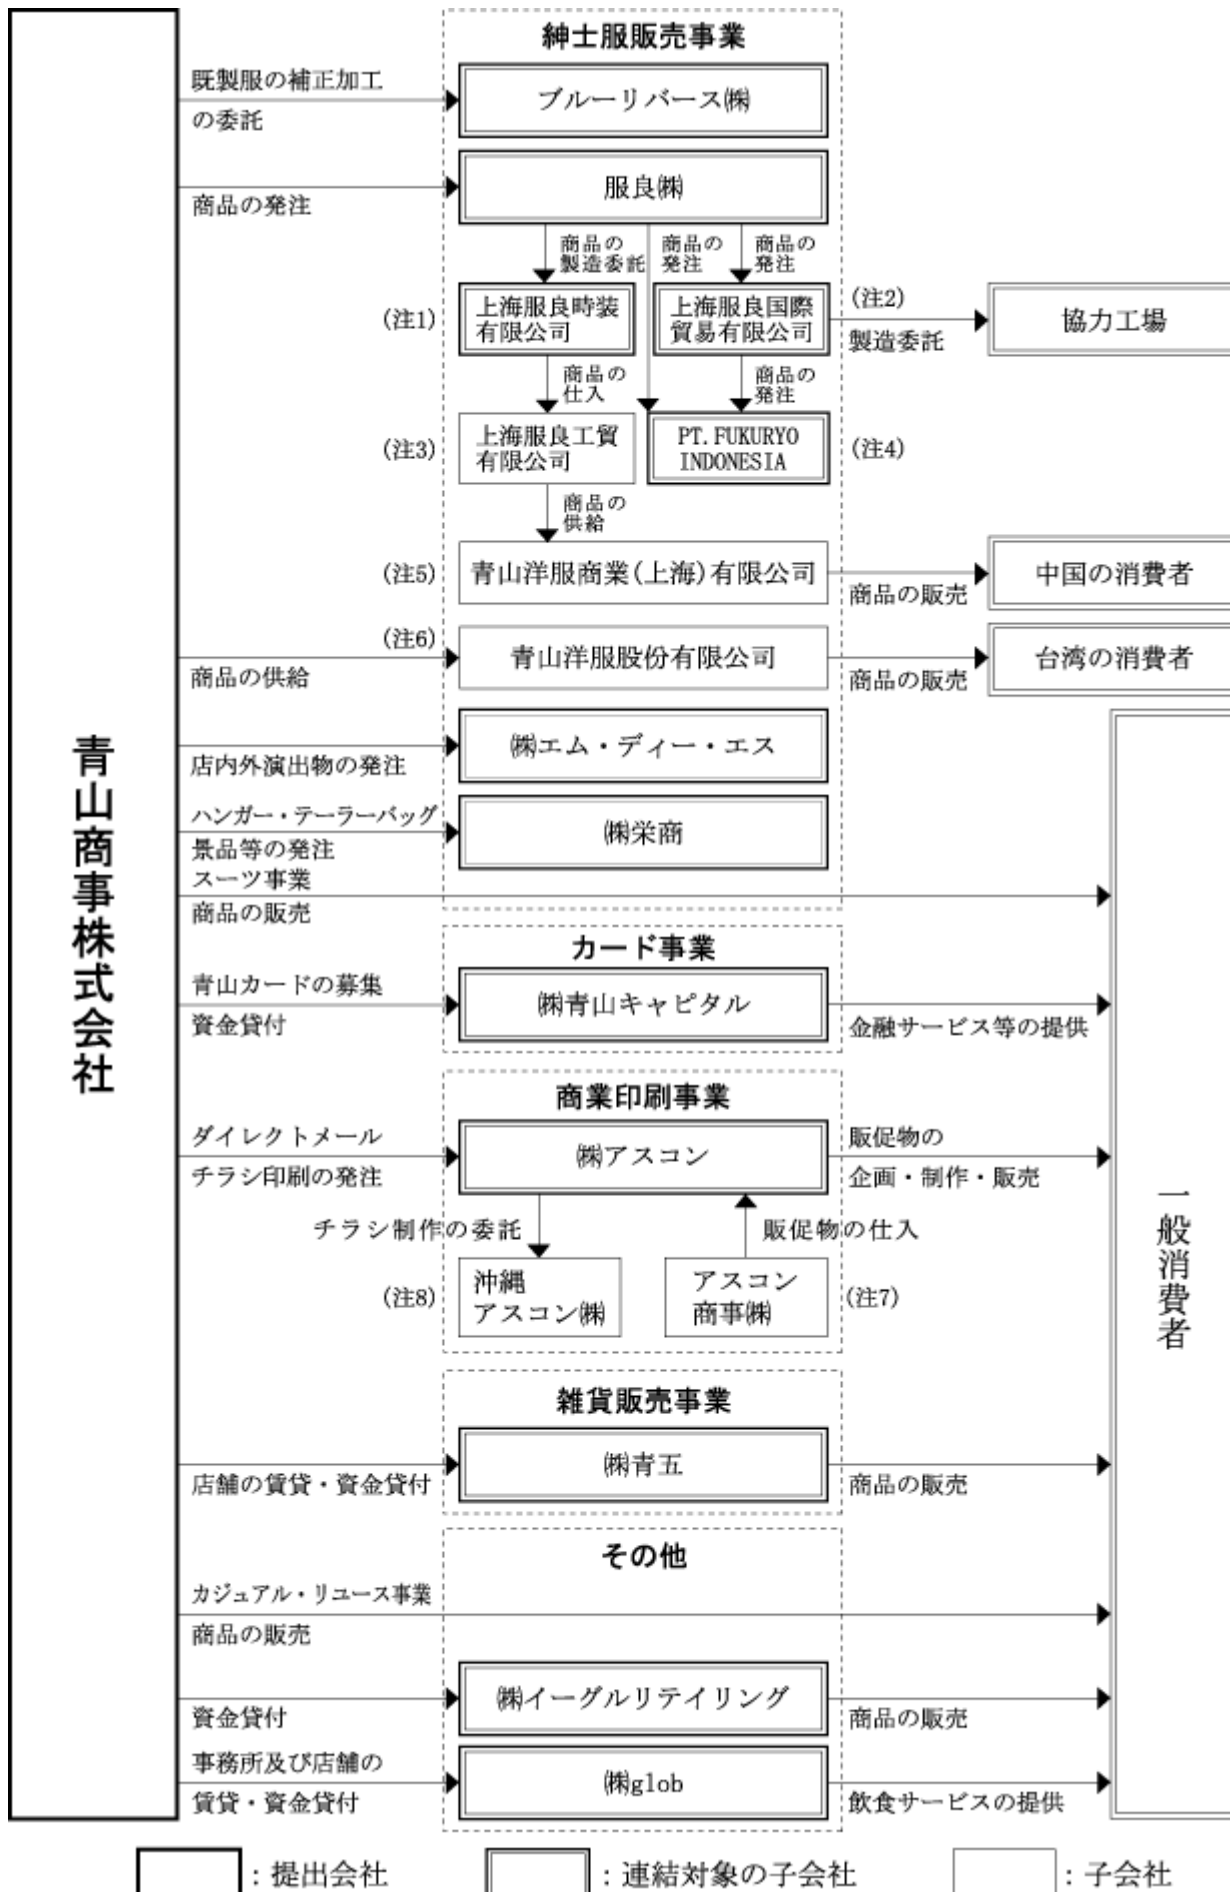 青山商事株式会社
紳士服販売事業
既製服の補正加工
の委託
ブルーリバース㈱
商品の発注
服良㈱
商品の
製造委託
商品の
発注
商品の
発注
(注1)
上海服良時装
有限公司
上海服良国際
貿易有限公司
(注2)
製造委託
協力工場
商品の
仕入
商品の
発注
(注3)
上海服良工貿
有限公司
PT.FUKURYO
INDONESIA
(注4)
商品の
供給
(注5)
青山洋服商業(上海)有限公司
商品の販売
中国の消費者
(注6)
商品の供給
青山洋服股份有限公司
商品の販売
台湾の消費者
店内外演出物の発注
㈱エム・ディー・エス
ハンガー・テーラーバッグ
景品等の発注
㈱栄商
スーツ事業
商品の販売
カード事業
青山カードの募集
資金貸付
㈱青山キャピタル
金融サービス等の提供
商業印刷事業
ダイレクトメール
チラシ印刷の発注
㈱アスコン
販促物の
企画・制作・販売
チラシ制作の委託
販促物の仕入
(注8)
沖縄
アスコン㈱
アスコン
商事㈱
(注7)
一般消費者
雑貨販売事業
店舗の賃貸・資金貸付
㈱青五
商品の販売
その他
カジュアル・リユース事業
商品の販売
資金貸付
㈱イーグルリテイリング
商品の販売
事務所及び店舗の
賃貸・資金貸付
㈱glob
飲食サービスの提供
：提出会社
：連結対象の子会社
：子会社